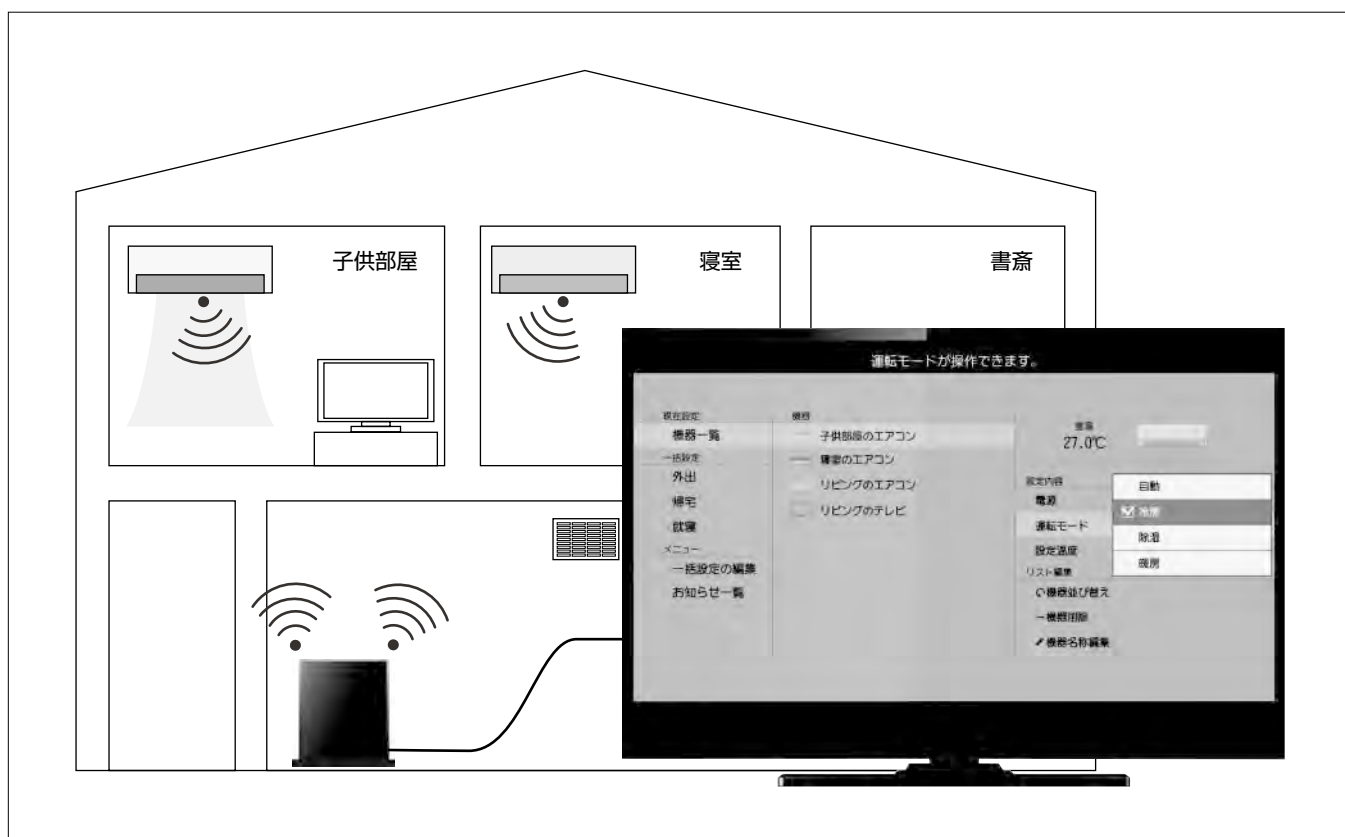 子供部屋
寝室
書斎
運転モードが操作できます。
現在設定
機器一覧
一括設定
外出
帰宅
就寝
メニュー
一括設定の編集
お知らせ一覧
機器
子供部屋のエアコン
寝室のエアコン
リビングのエアコン
リビングのテレビ
27.0℃
設定内容
電源
運転モード
設定温度
リスト編集
機器並び替え
機器削除
機器名称編集
自動
冷房
除湿
暖房